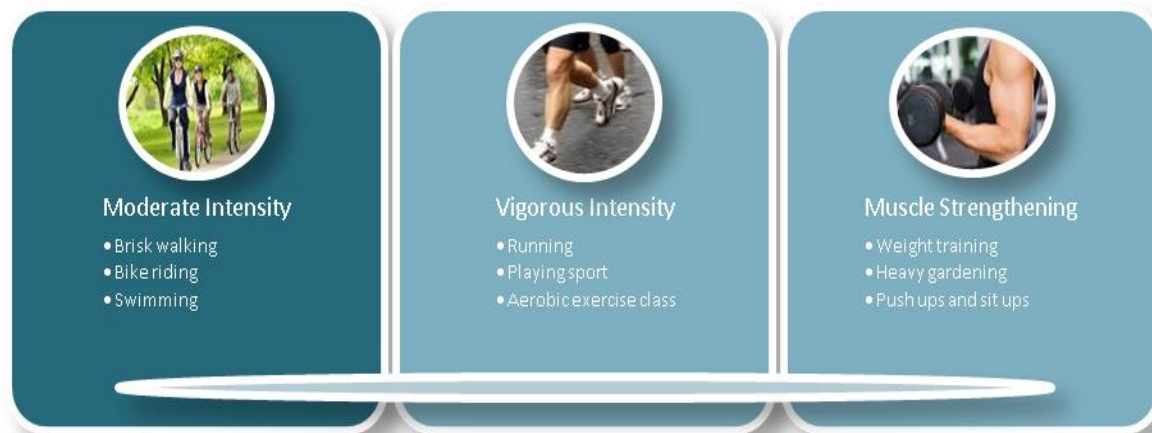 Moderate Intensity
• Brisk walking
• Bike riding
• Swimming
Vigorous Intensity
• Running
• Playing sport
• Aerobic exercise class
Muscle Strengthening
• Weight training
• Heavy gardening
• Push ups and sit ups